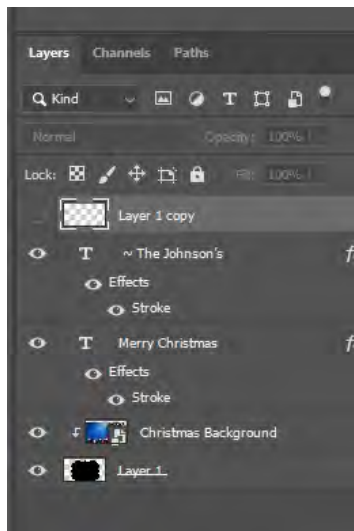 Layers Channels Paths
Kind
Normal Opacity: 100%
Lock: Fill: 100%
Layer 1 copy
T ~ The Johnson's
Effects
Stroke
T Merry Christmas
Effects
Stroke
Christmas Background
Layer 1